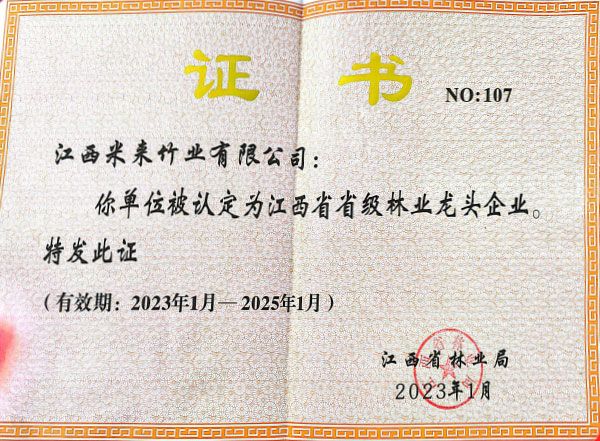 证书
NO:107
江西米来竹业有限公司：
你单位被认定为江西省省级林业龙头企业。
特发此证
（有效期：2023年1月—2025年1月）
江西省林业局
2023年1月